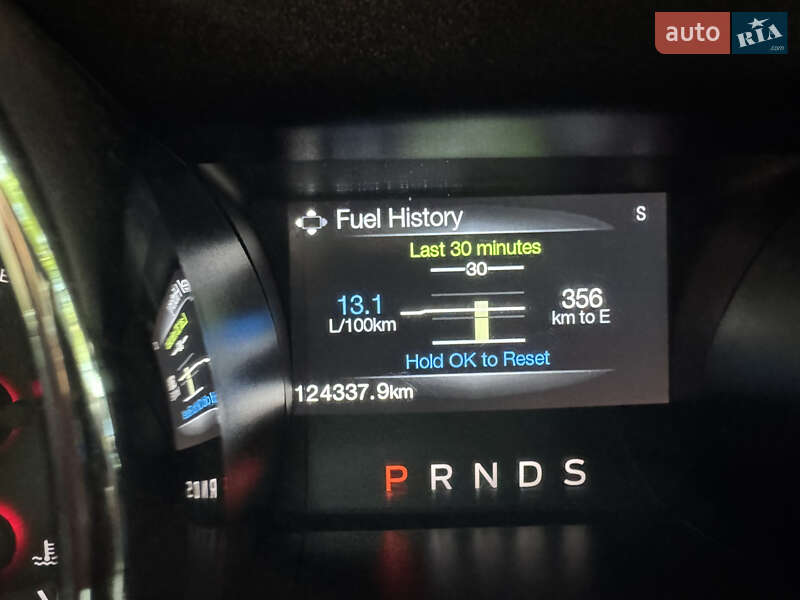 auto RIA .com
Fuel History S
Last 30 minutes
30
13.1 356
L/100km km to E
Hold OK to Reset
124337.9km
P R N D S